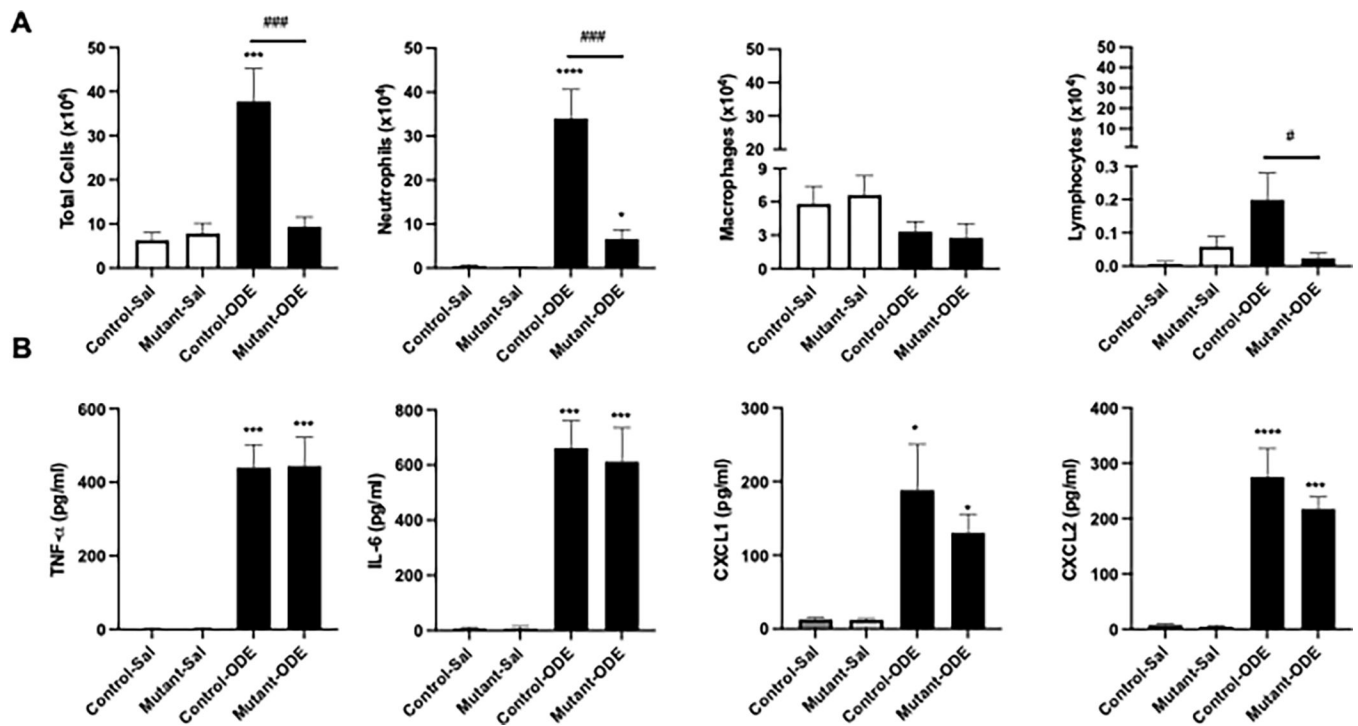 A
Total Cells (x10⁴)
50
40
30
20
10
0
***
###
Control-Sal
Mutant-Sal
Control-ODE
Mutant-ODE
Neutrophils (x10⁴)
50
40
30
20
10
0
****
###
*
Control-Sal
Mutant-Sal
Control-ODE
Mutant-ODE
Macrophages (x10⁴)
50
40
30
20
9
6
3
0
Control-Sal
Mutant-Sal
Control-ODE
Mutant-ODE
Lymphocytes (x10⁴)
50
40
30
20
10
0.3
0.2
0.1
0.0
#
Control-Sal
Mutant-Sal
Control-ODE
Mutant-ODE
B
TNF-α (pg/ml)
600
400
200
0
***
***
Control-Sal
Mutant-Sal
Control-ODE
Mutant-ODE
IL-6 (pg/ml)
800
600
400
200
0
***
***
Control-Sal
Mutant-Sal
Control-ODE
Mutant-ODE
CXCL1 (pg/ml)
300
200
100
0
*
*
Control-Sal
Mutant-Sal
Control-ODE
Mutant-ODE
CXCL2 (pg/ml)
400
300
200
100
0
****
***
Control-Sal
Mutant-Sal
Control-ODE
Mutant-ODE